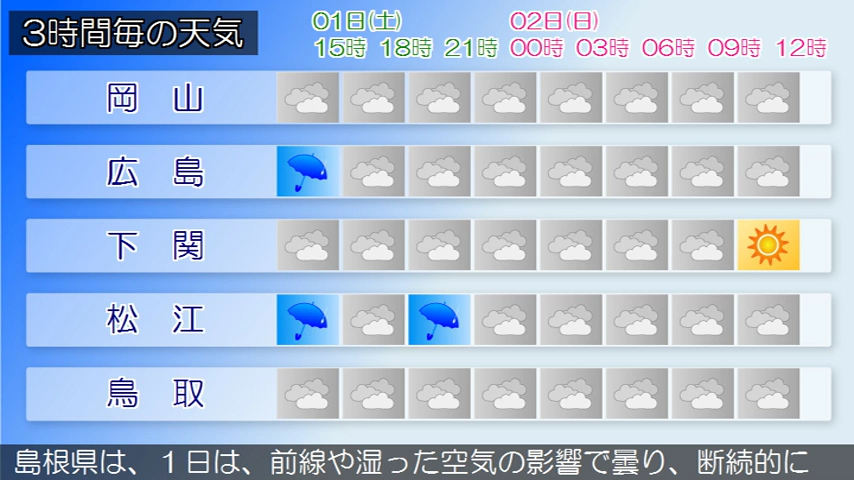 3時間毎の天気
01日(土) 02日(日)
15時 18時 21時 00時 03時 06時 09時 12時
岡 山
広 島
下 関
松 江
鳥 取
島根県は、１日は、前線や湿った空気の影響で曇り、断続的に